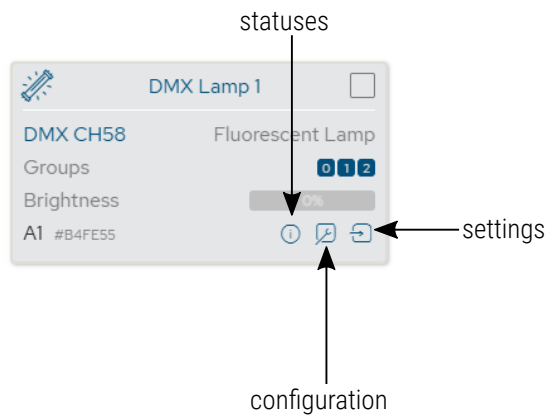 statuses
DMX Lamp 1
DMX CH58 Fluorescent Lamp
Groups 0 1 2
Brightness 0%
A1 #B4FE55
settings
configuration